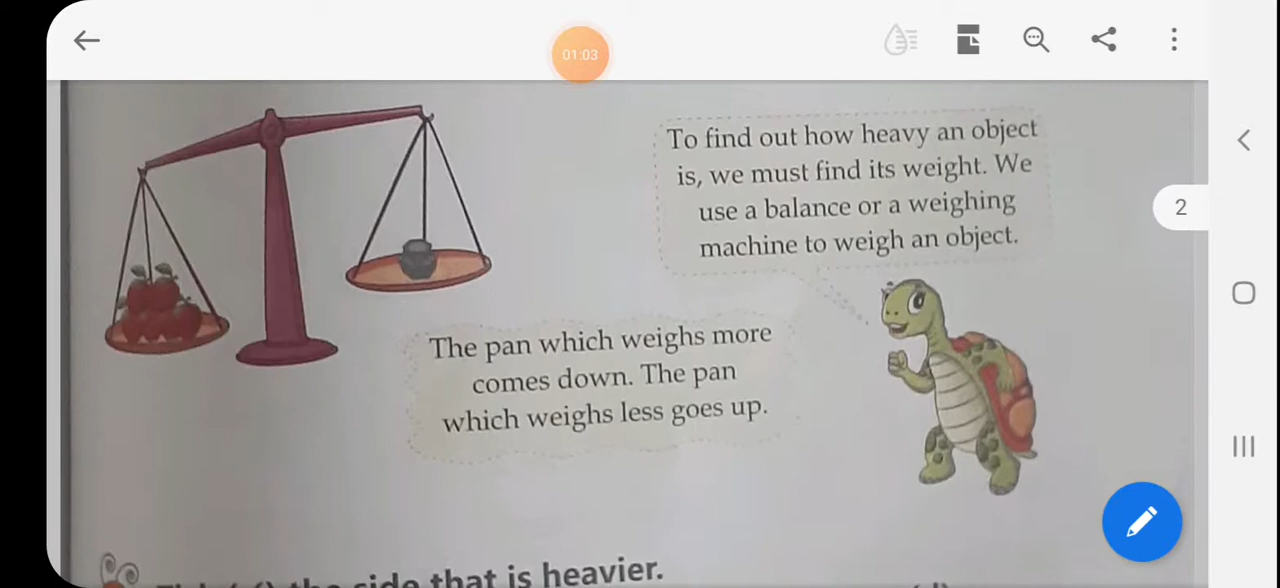 01:03
To find out how heavy an object
is, we must find its weight. We
use a balance or a weighing
machine to weigh an object.
2
The pan which weighs more
comes down. The pan
which weighs less goes up.
the side that is heavier.